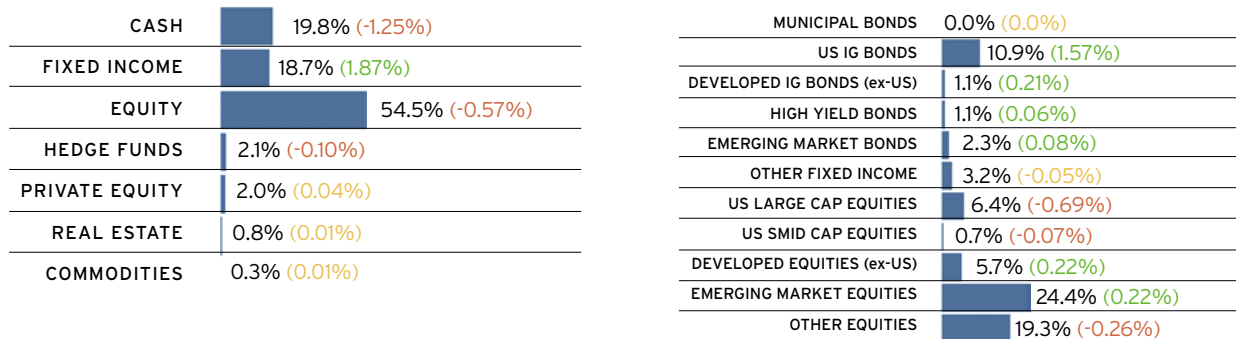 CASH 19.8% (-1.25%)
FIXED INCOME 18.7% (1.87%)
EQUITY 54.5% (-0.57%)
HEDGE FUNDS 2.1% (-0.10%)
PRIVATE EQUITY 2.0% (0.04%)
REAL ESTATE 0.8% (0.01%)
COMMODITIES 0.3% (0.01%)
MUNICIPAL BONDS 0.0% (0.0%)
US IG BONDS 10.9% (1.57%)
DEVELOPED IG BONDS (ex-US) 1.1% (0.21%)
HIGH YIELD BONDS 1.1% (0.06%)
EMERGING MARKET BONDS 2.3% (0.08%)
OTHER FIXED INCOME 3.2% (-0.05%)
US LARGE CAP EQUITIES 6.4% (-0.69%)
US SMID CAP EQUITIES 0.7% (-0.07%)
DEVELOPED EQUITIES (ex-US) 5.7% (0.22%)
EMERGING MARKET EQUITIES 24.4% (0.22%)
OTHER EQUITIES 19.3% (-0.26%)